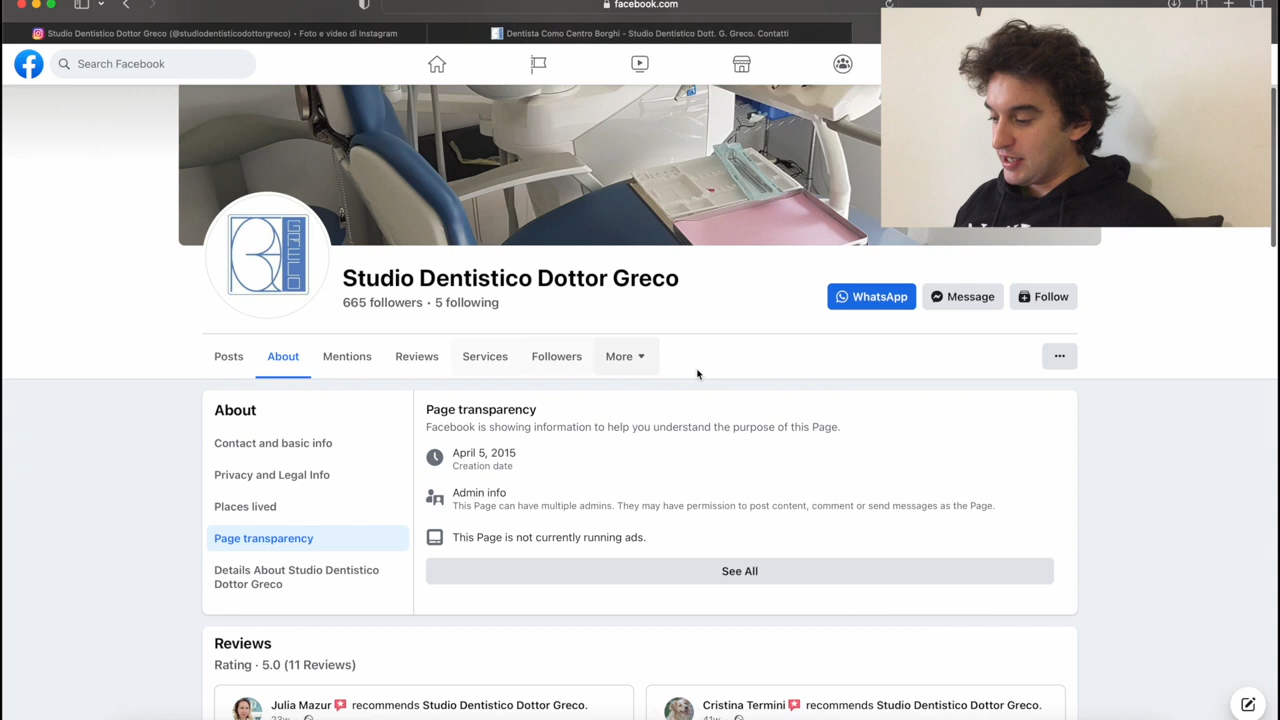 facebook.com
Studio Dentistico Dottor Greco (@studiodentisticodottorgreco) • Foto e video di Instagram
Dentista Como Centro Borghi - Studio Dentistico Dott. G. Greco. Contatti
Search Facebook
GRECO
Studio Dentistico Dottor Greco
665 followers • 5 following
WhatsApp
Message
Follow
Posts
About
Mentions
Reviews
Services
Followers
More
About
Contact and basic info
Privacy and Legal Info
Places lived
Page transparency
Details About Studio Dentistico
Dottor Greco
Page transparency
Facebook is showing information to help you understand the purpose of this Page.
April 5, 2015
Creation date
Admin info
This Page can have multiple admins. They may have permission to post content, comment or send messages as the Page.
This Page is not currently running ads.
See All
Reviews
Rating · 5.0 (11 Reviews)
Julia Mazur recommends Studio Dentistico Dottor Greco.
Cristina Termini recommends Studio Dentistico Dottor Greco.